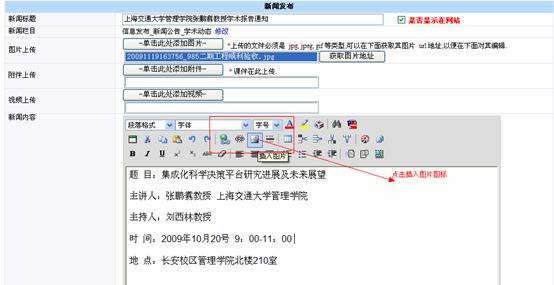 新闻发布
新闻标题 上海交通大学管理学院张鹏翥教授学术报告通知 是否显示在网站
新闻栏目 信息发布_新闻公告_学术动态 修改
图片上传 -单击此处添加图片- *上传的文件必须是 jpg,jpeg,gif等类型,可以在下面获取其图片 url地址,以便在下面对其编辑.
20091119163756_985二期工程顺利验收.jpg 获取图片地址
附件上传 -单击此处添加附件- *课件在此上传.
视频上传 -单击此处添加视频-
新闻内容
段落格式 字体 字号
插入图片
点击插入图片图标
题 目：集成化科学决策平台研究进展及未来展望
主讲人：张鹏翥教授 上海交通大学管理学院
主持人：刘西林教授
时 间：2009年10月20号 9：00-11：00
地 点：长安校区管理学院北楼210室